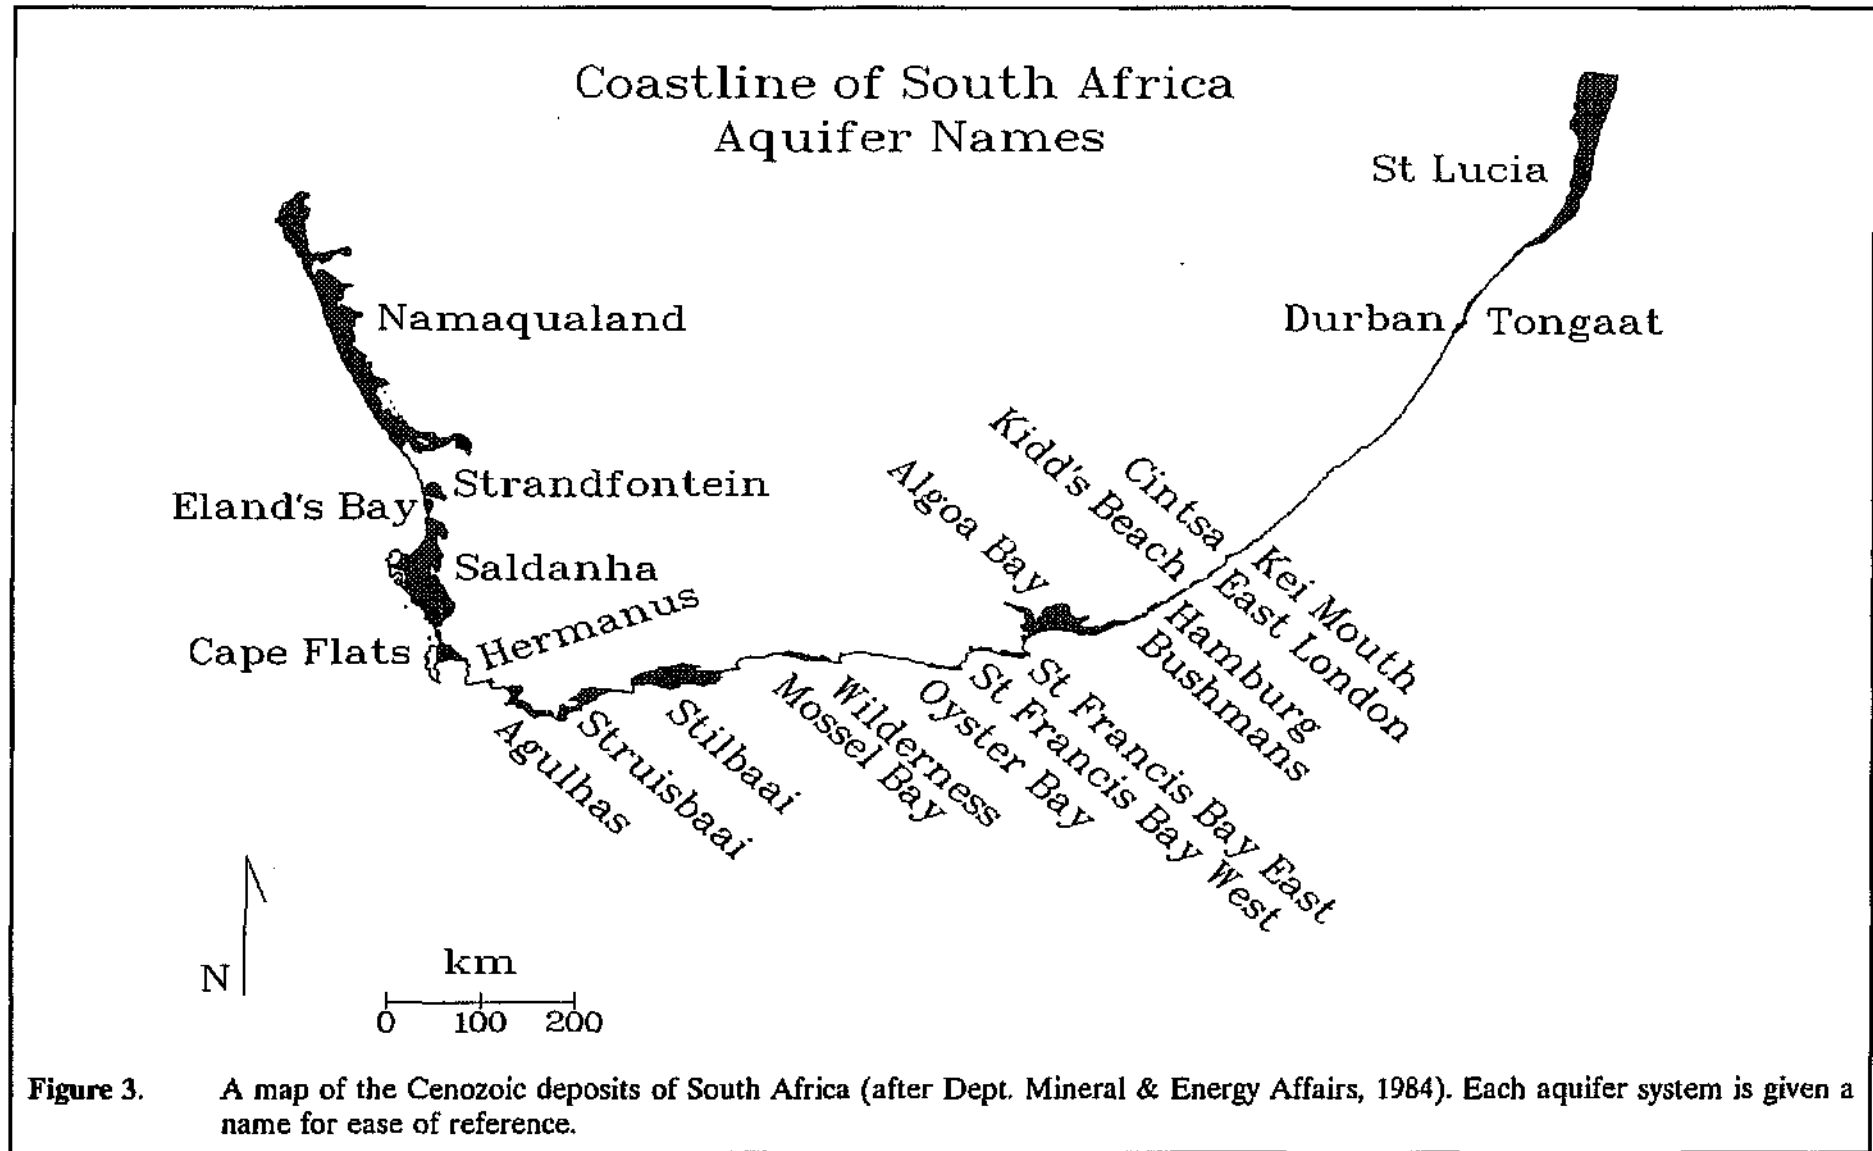 Coastline of South Africa
Aquifer Names
St Lucia
Namaqualand
Durban
Tongaat
Strandfontein
Eland's Bay
Saldanha
Cape Flats
Hermanus
Algoa Bay
Kidd's Beach
Cintsa
Kei Mouth
East London
Hamburg
Bushmans
St Francis Bay East
St Francis Bay West
Oyster Bay
Wilderness
Mossel Bay
Stilbaai
Struisbaai
Agulhas
N
km
0 100 200
Figure 3. A map of the Cenozoic deposits of South Africa (after Dept. Mineral & Energy Affairs, 1984). Each aquifer system is given a
name for ease of reference.